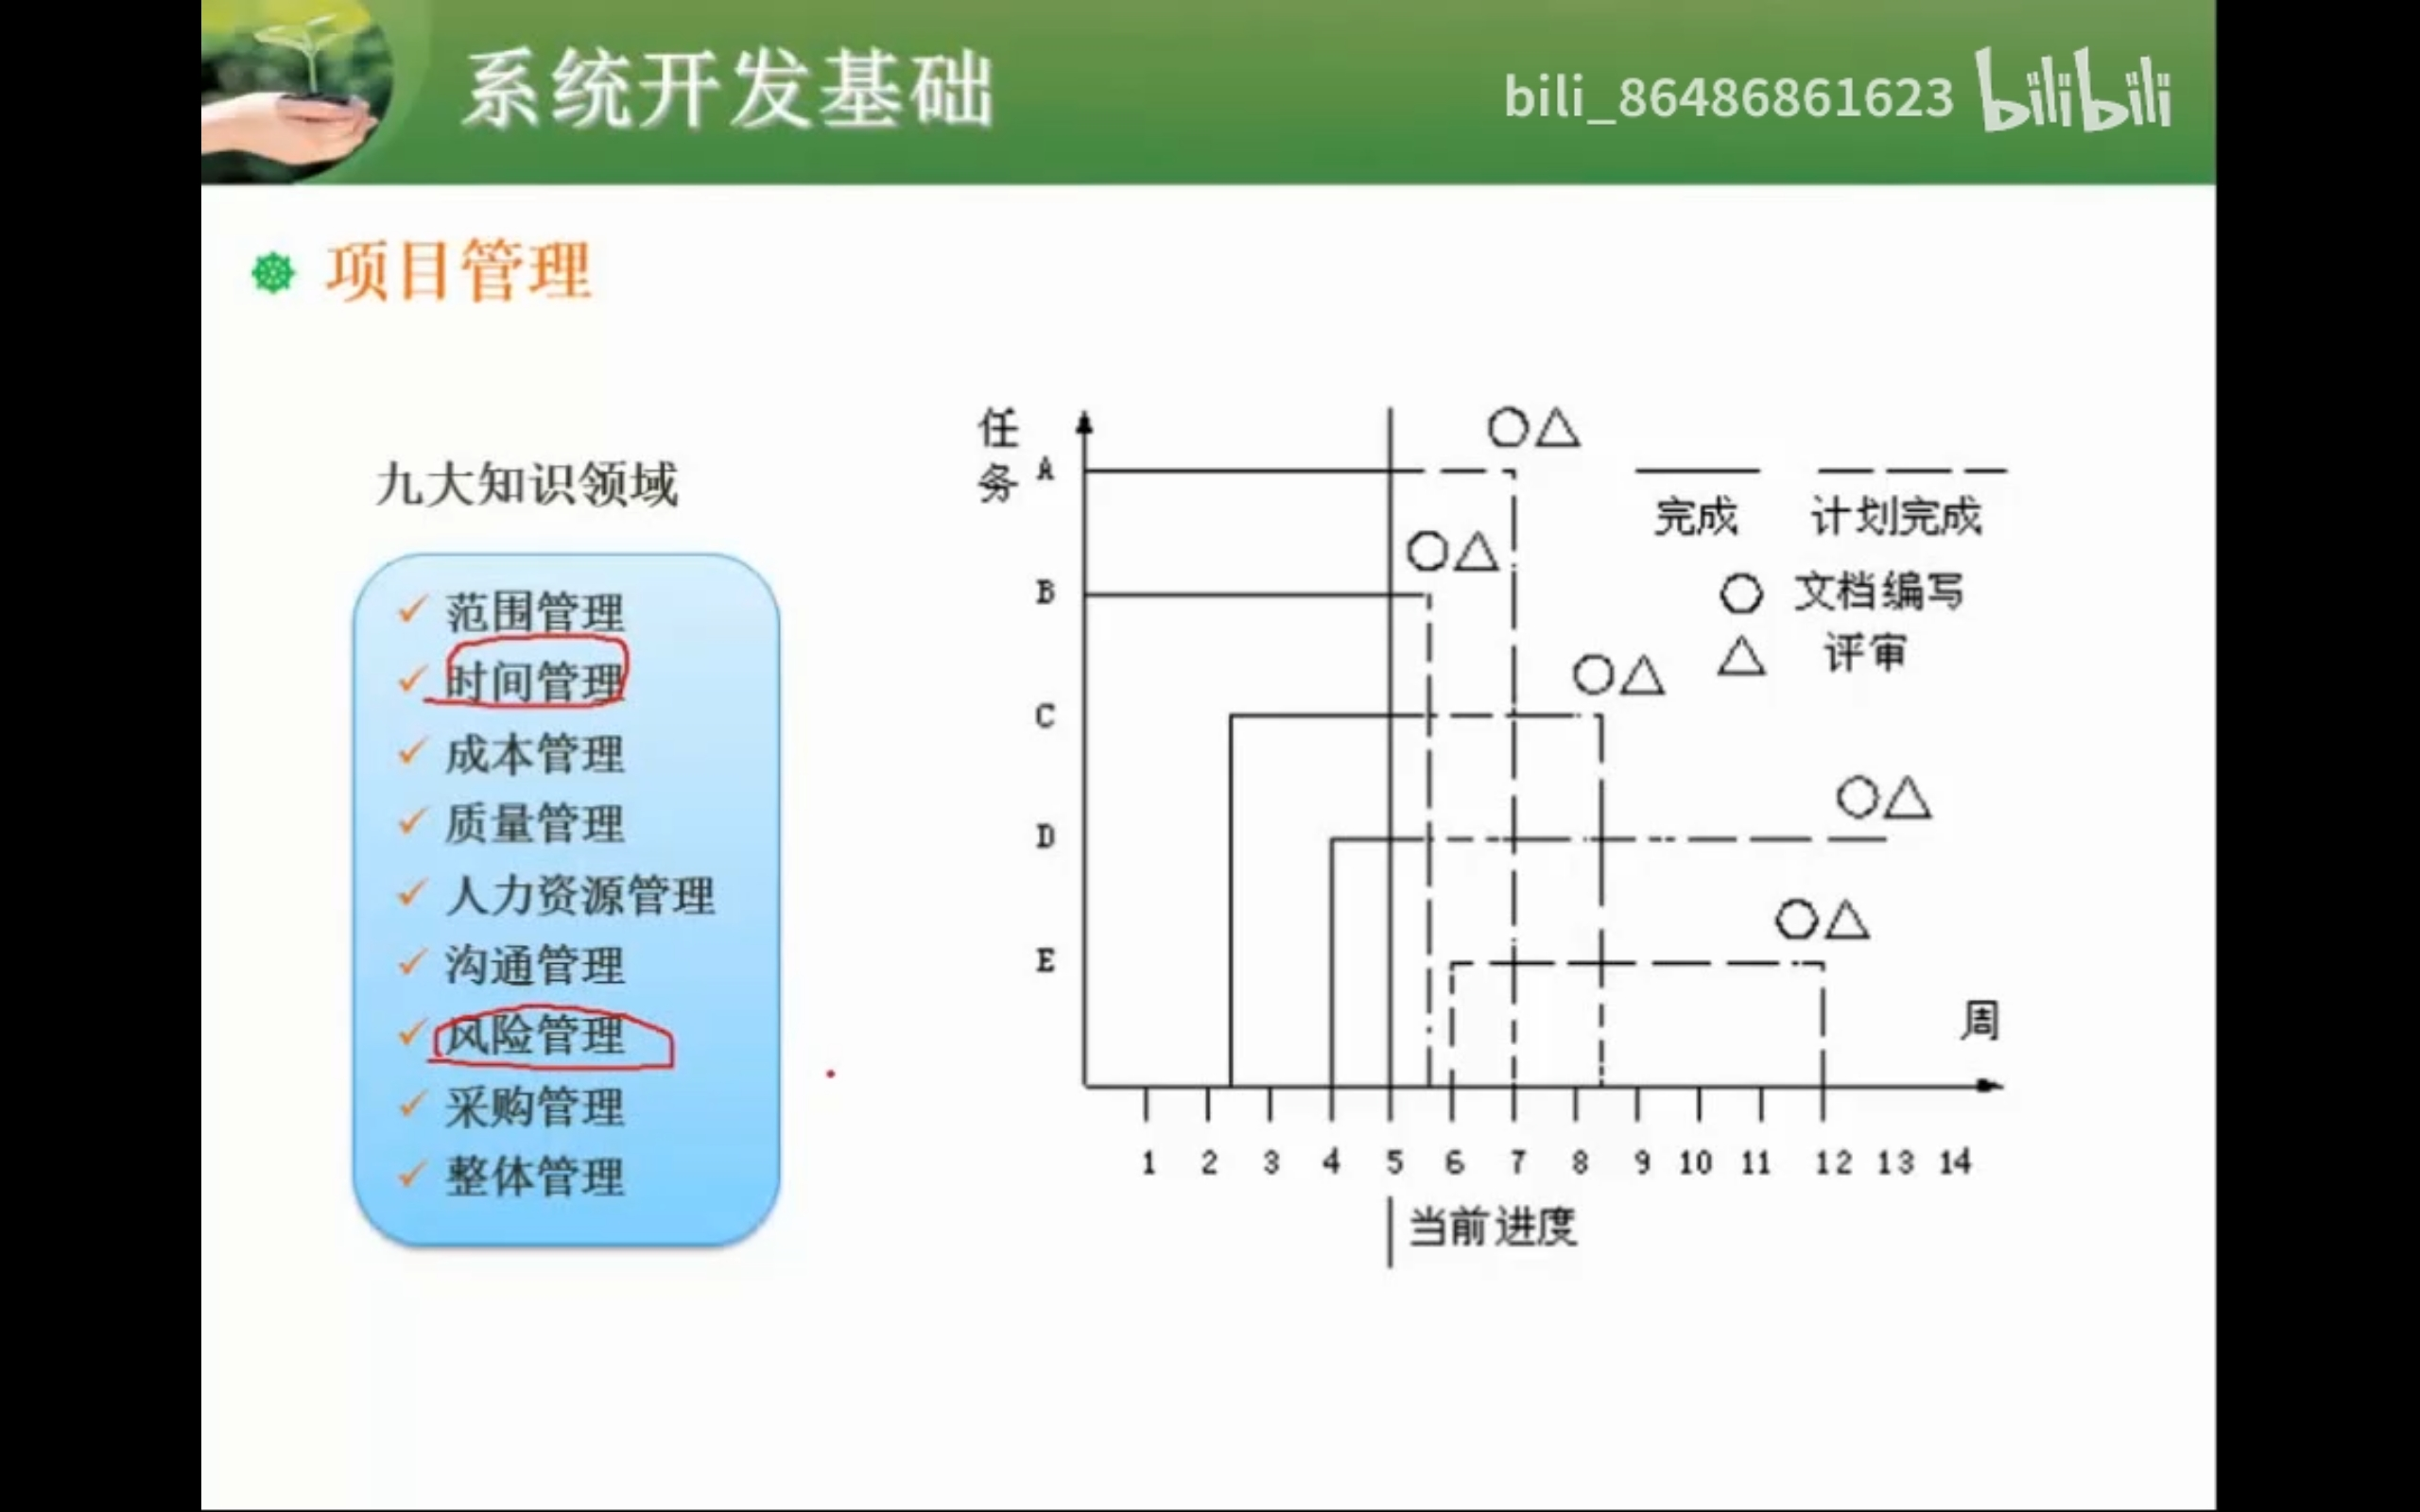 系统开发基础
bili_86486861623 bilibili
项目管理
九大知识领域
范围管理
时间管理
成本管理
质量管理
人力资源管理
沟通管理
风险管理
采购管理
整体管理
任务
A
B
C
D
E
完成 计划完成
文档编写
评审
周
1 2 3 4 5 6 7 8 9 10 11 12 13 14
当前进度